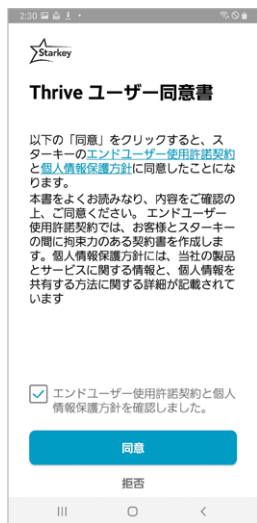 2:30
Starkey
Thrive ユーザー同意書
以下の「同意」をクリックすると、ス
ターキーのエンドユーザー使用許諾契約
と個人情報保護方針に同意したことにな
ります。
本書をよくお読みなり、内容をご確認の
上、ご同意ください。 エンドユーザー
使用許諾契約では、お客様とスターキー
の間に拘束力のある契約書を作成しま
す。個人情報保護方針には、当社の製品
とサービスに関する情報と、個人情報を
共有する方法に関する詳細が記載されて
います
エンドユーザー使用許諾契約と個人
情報保護方針を確認しました。
同意
拒否